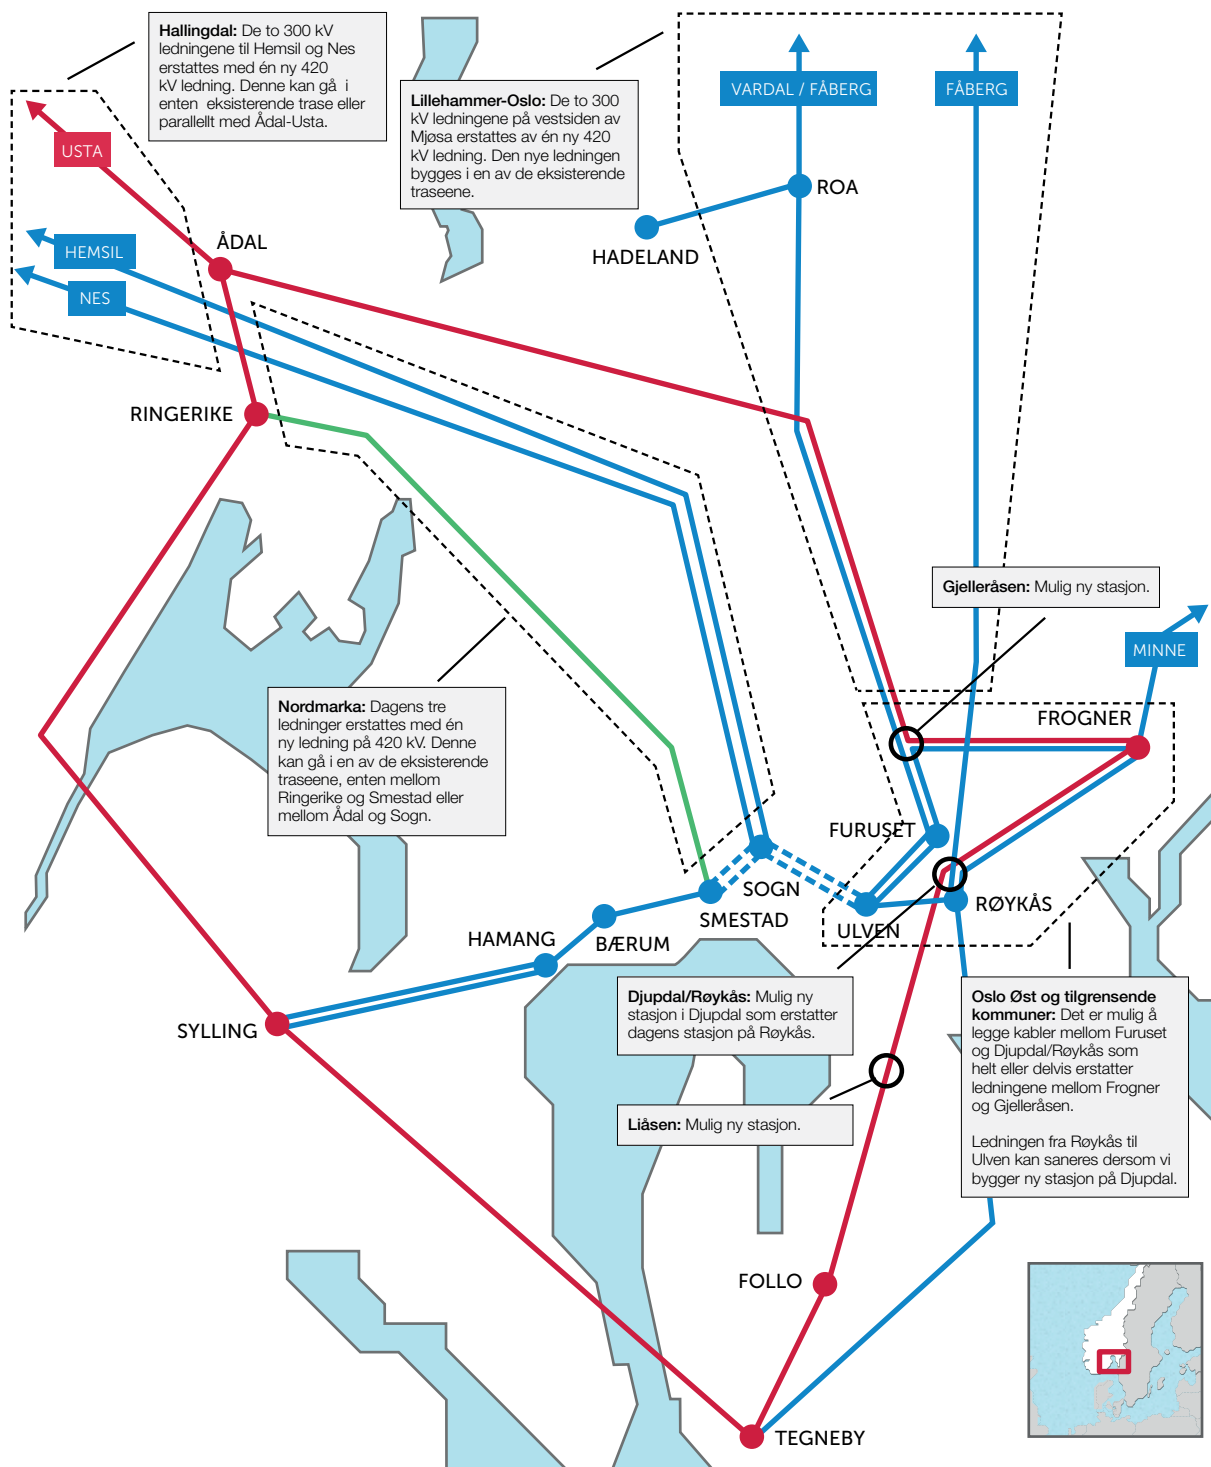 Hallingdal: De to 300 kV
ledningene til Hemsil og Nes
erstattes med én ny 420
kV ledning. Denne kan gå i
enten eksisterende trase eller
parallellt med Ådal-Usta.
Lillehammer-Oslo: De to 300
kV ledningene på vestsiden av
Mjøsa erstattes av én ny 420
kV ledning. Den nye ledningen
bygges i en av de eksisterende
traseene.
VARDAL / FÅBERG
FÅBERG
USTA
ROA
ÅDAL
HADELAND
HEMSIL
NES
RINGERIKE
Gjelleråsen: Mulig ny stasjon.
MINNE
Nordmarka: Dagens tre
ledninger erstattes med én
ny ledning på 420 kV. Denne
kan gå i en av de eksisterende
traseene, enten mellom
Ringerike og Smestad eller
mellom Ådal og Sogn.
FROGNER
FURUSET
SOGN
SMESTAD
ULVEN
RØYKÅS
BÆRUM
HAMANG
SYLLING
Djupdal/Røykås: Mulig ny
stasjon i Djupdal som erstatter
dagens stasjon på Røykås.
Oslo Øst og tilgrensende
kommuner: Det er mulig å
legge kabler mellom Furuset
og Djupdal/Røykås som
helt eller delvis erstatter
ledningene mellom Frogner
og Gjelleråsen.
Ledningen fra Røykås til
Ulven kan saneres dersom vi
bygger ny stasjon på Djupdal.
Liåsen: Mulig ny stasjon.
FOLLO
TEGNEBY